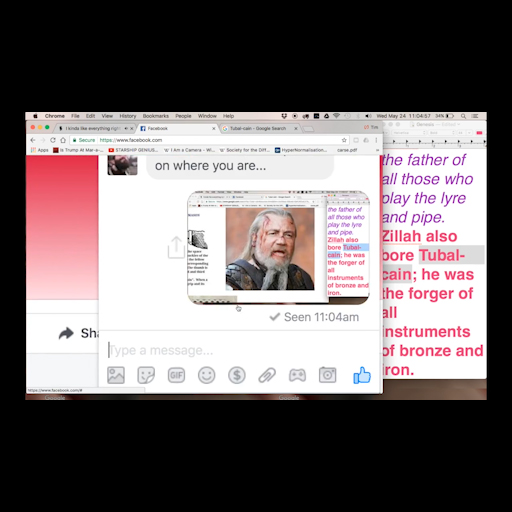 Chrome File Edit View History Bookmarks People Window Help
Wed May 24 11:04:57
34%
I kinda like everything righ
Facebook
Tubal-cain - Google Search
Tim
Secure https://www.facebook.com
Apps
Is Trump At Mar-a-
STARSHIP GENIUS
I Am a Camera - W
Society for the Diff
HyperNormalisation
carse.pdf
Genesis
on where you are...
the father of
all those who
play the lyre
and pipe.
Zillah also
bore Tubal-
cain; he was
the forger of
all
instruments
of bronze and
iron.
the father of
all those who
play the lyre
and pipe.
Zillah also
bore Tubal-
cain; he was
the forger of
all
instruments
of bronze and
iron.
Seen 11:04am
Sha
Type a message...
GIF
https://www.facebook.com/#
Google